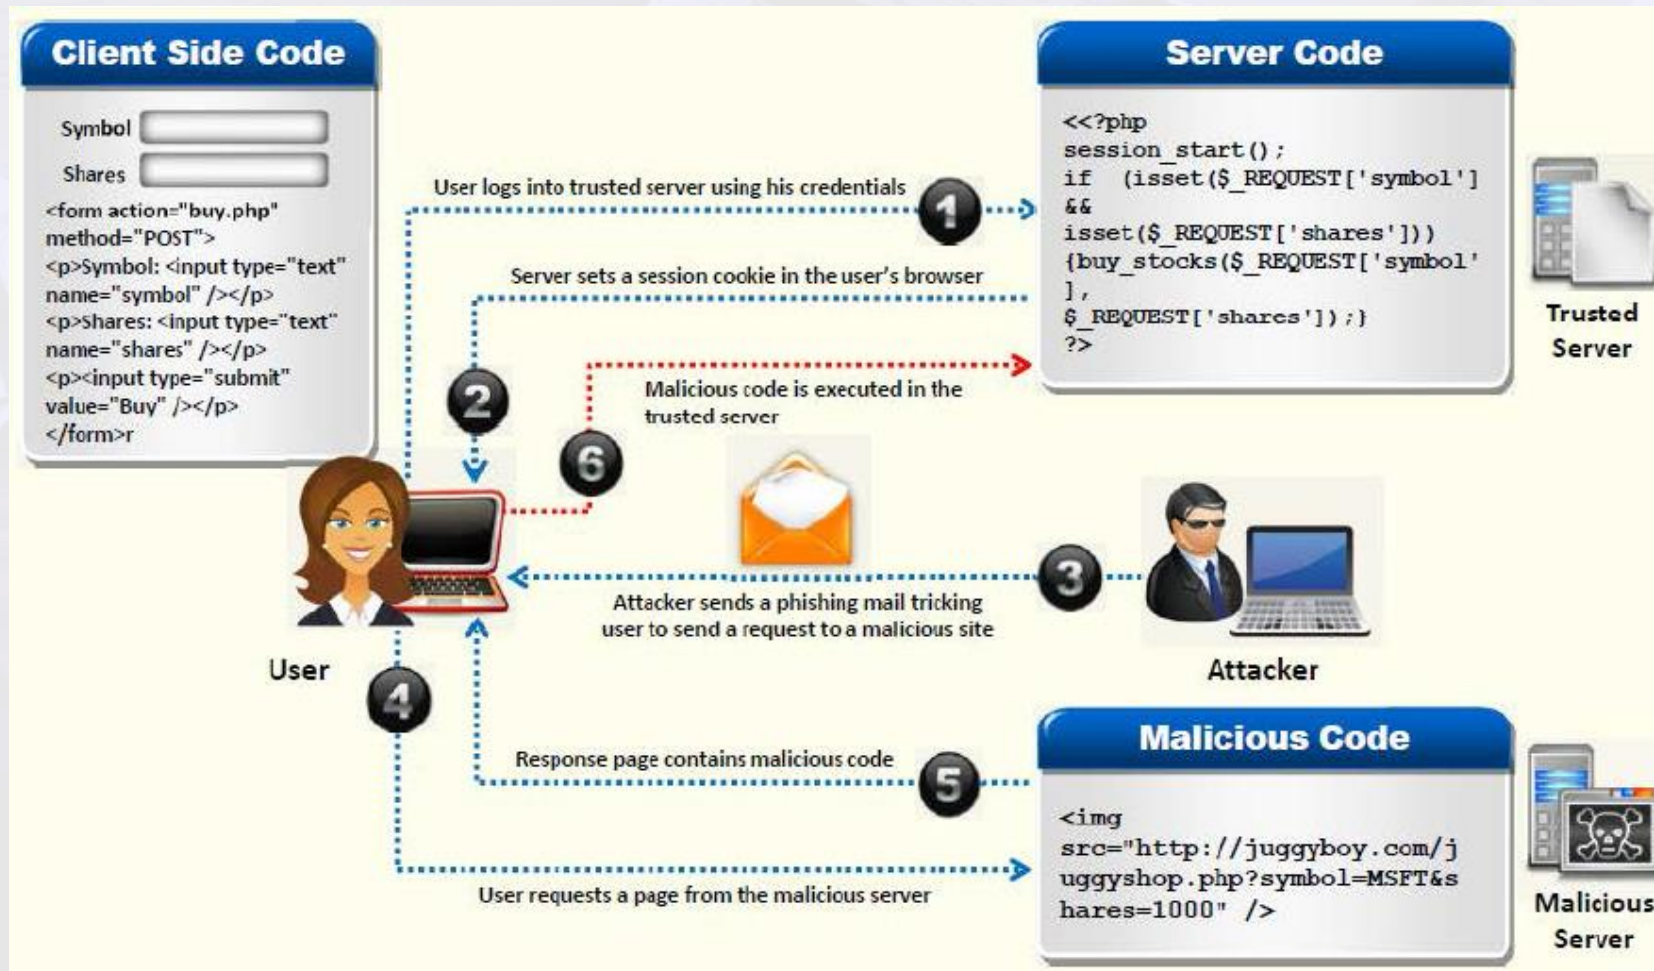 Client Side Code
Symbol
Shares
<form action="buy.php"
method="POST">
<p>Symbol: <input type="text"
name="symbol" /></p>
<p>Shares: <input type="text"
name="shares" /></p>
<p><input type="submit"
value="Buy" /></p>
</form>r
Server Code
<<?php
session_start();
if (isset($_REQUEST['symbol']
&&
isset($_REQUEST['shares']))
{buy_stocks($_REQUEST['symbol'
],
$_REQUEST['shares']);}
?>
Trusted
Server
User logs into trusted server using his credentials
1
Server sets a session cookie in the user's browser
2
Malicious code is executed in the
trusted server
6
3
Attacker sends a phishing mail tricking
user to send a request to a malicious site
User
Attacker
4
Response page contains malicious code
5
User requests a page from the malicious server
Malicious Code
<img
src="http://juggyboy.com/j
uggyshop.php?symbol=MSFT&s
hares=1000" />
Malicious
Server